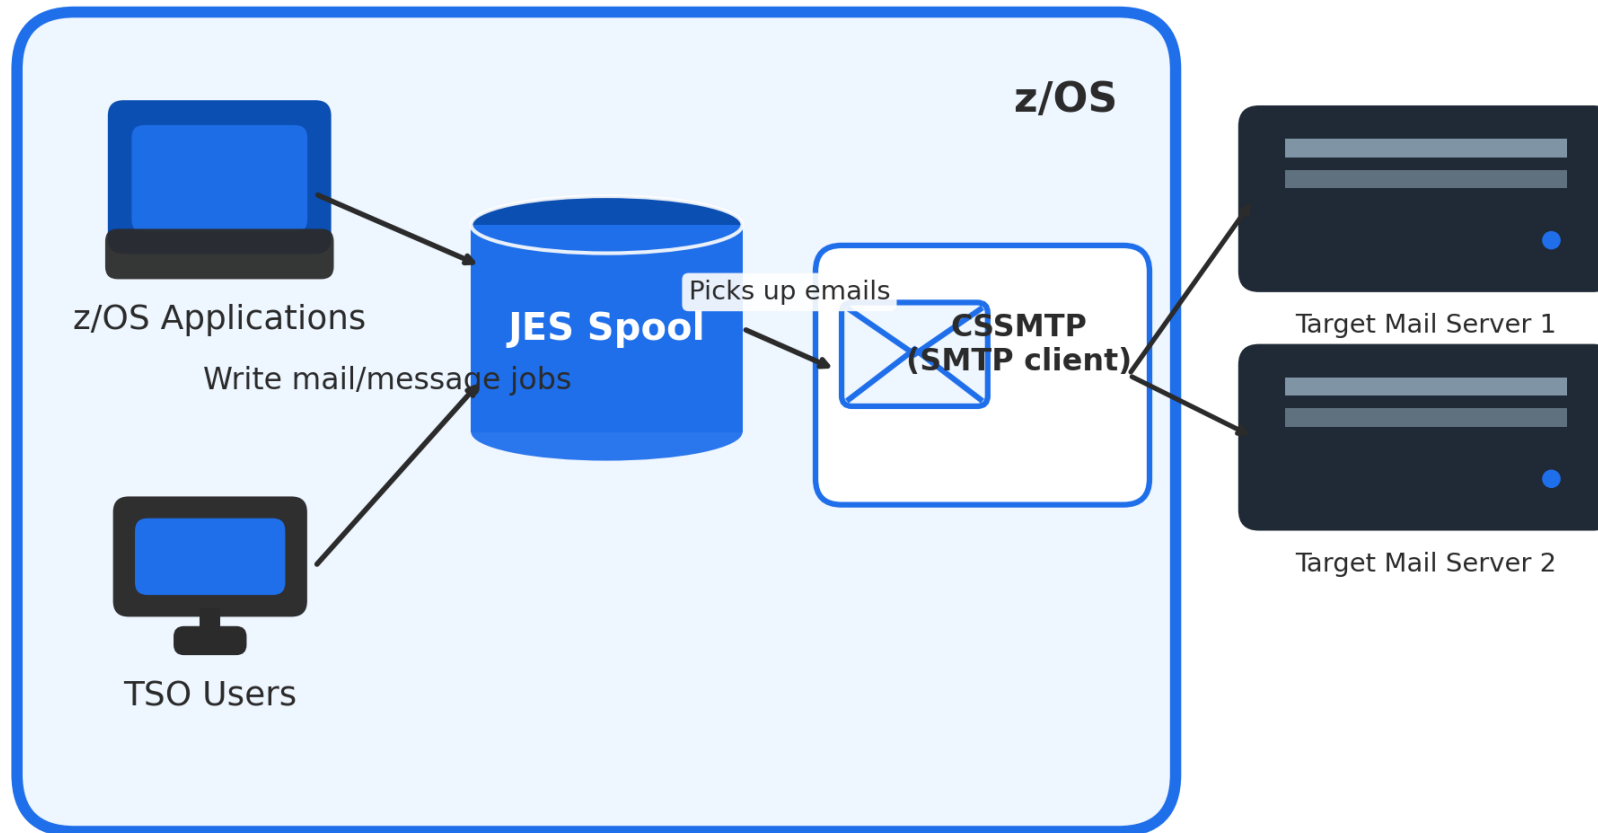 z/OS
z/OS Applications
Write mail/message jobs
TSO Users
JES Spool
Picks up emails
CSSMTP
(SMTP client)
Target Mail Server 1
Target Mail Server 2